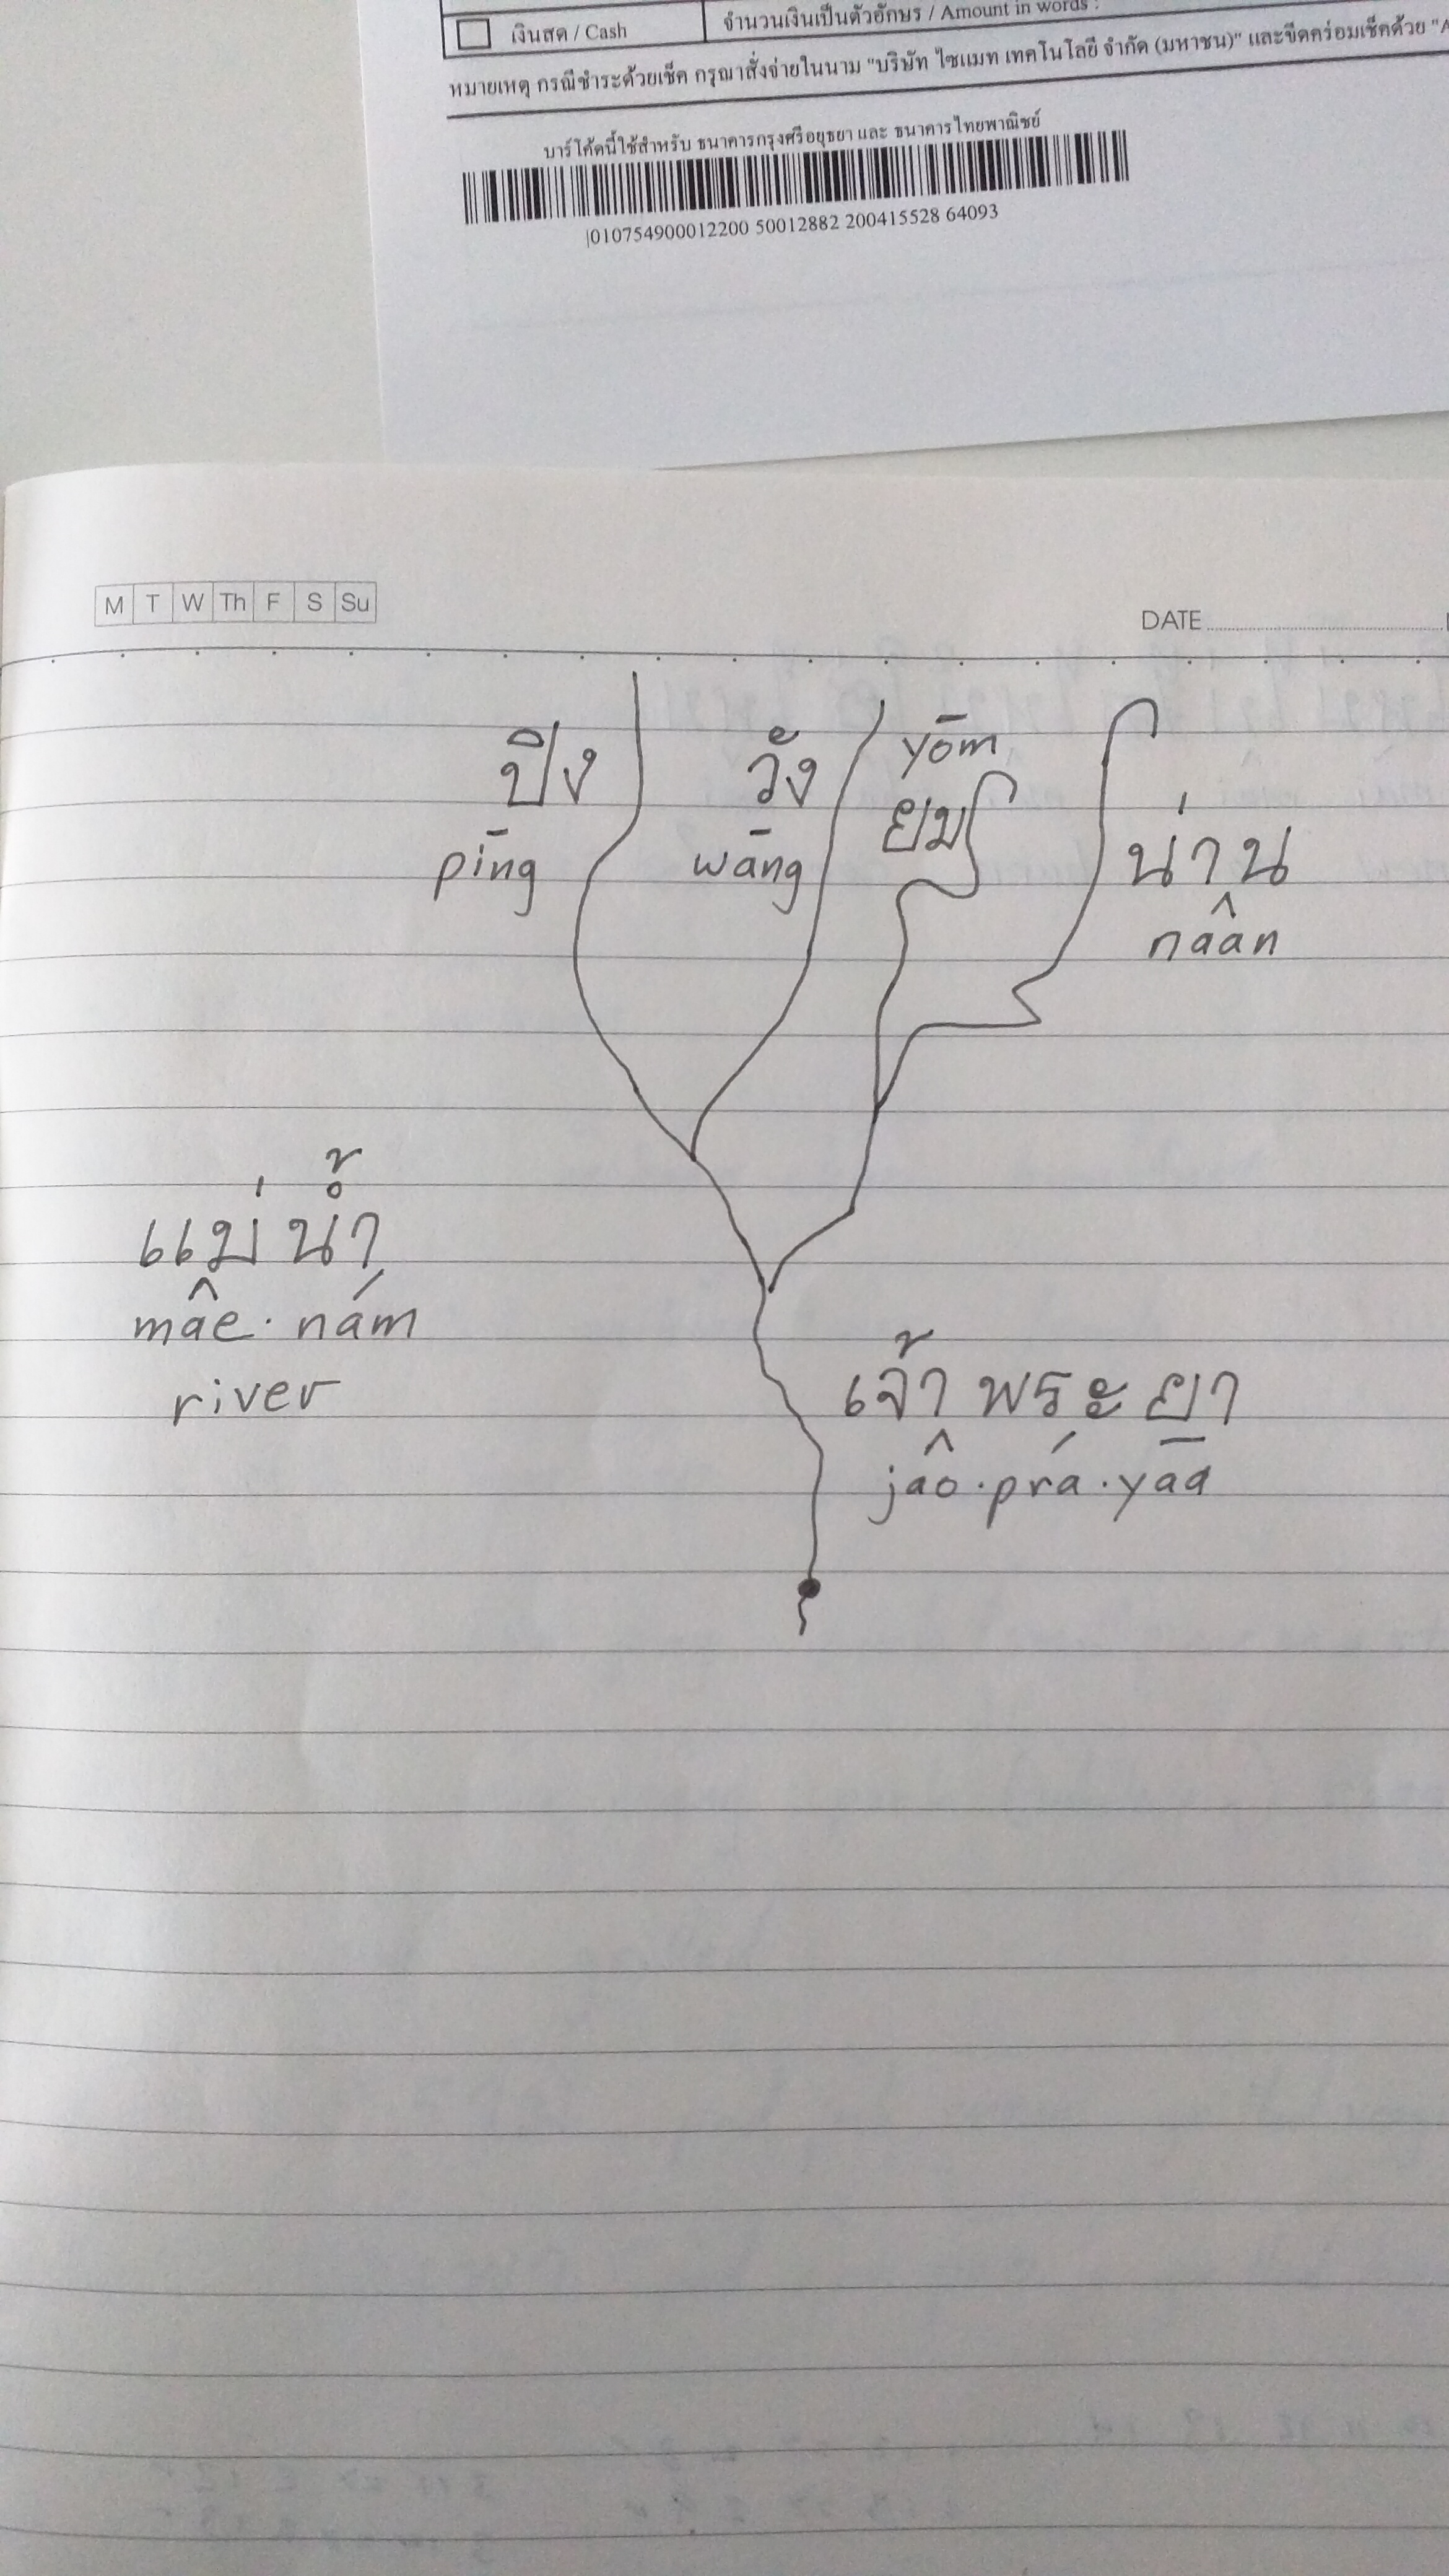 เงินสด / Cash
จำนวนเงินเป็นตัวอักษร / Amount in words :
หมายเหตุ กรณีชำระด้วยเช็ค กรุณาสั่งจ่ายในนาม "บริษัท ไซแมท เทคโนโลยี จำกัด (มหาชน)" และขีดคร่อมเช็คด้วย "A
บาร์โค้ดนี้ใช้สำหรับ ธนาคารกรุงศรีอยุธยา และ ธนาคารไทยพาณิชย์
|010754900012200 50012882 200415528 64093
M T W Th F S Su
DATE
ปิง
pīng
วัง
wāng
yōm
ยม
น่าน
naân
แม่น้ำ
mâe · nám
river
เจ้าพระยา
jaô · prá · yāā